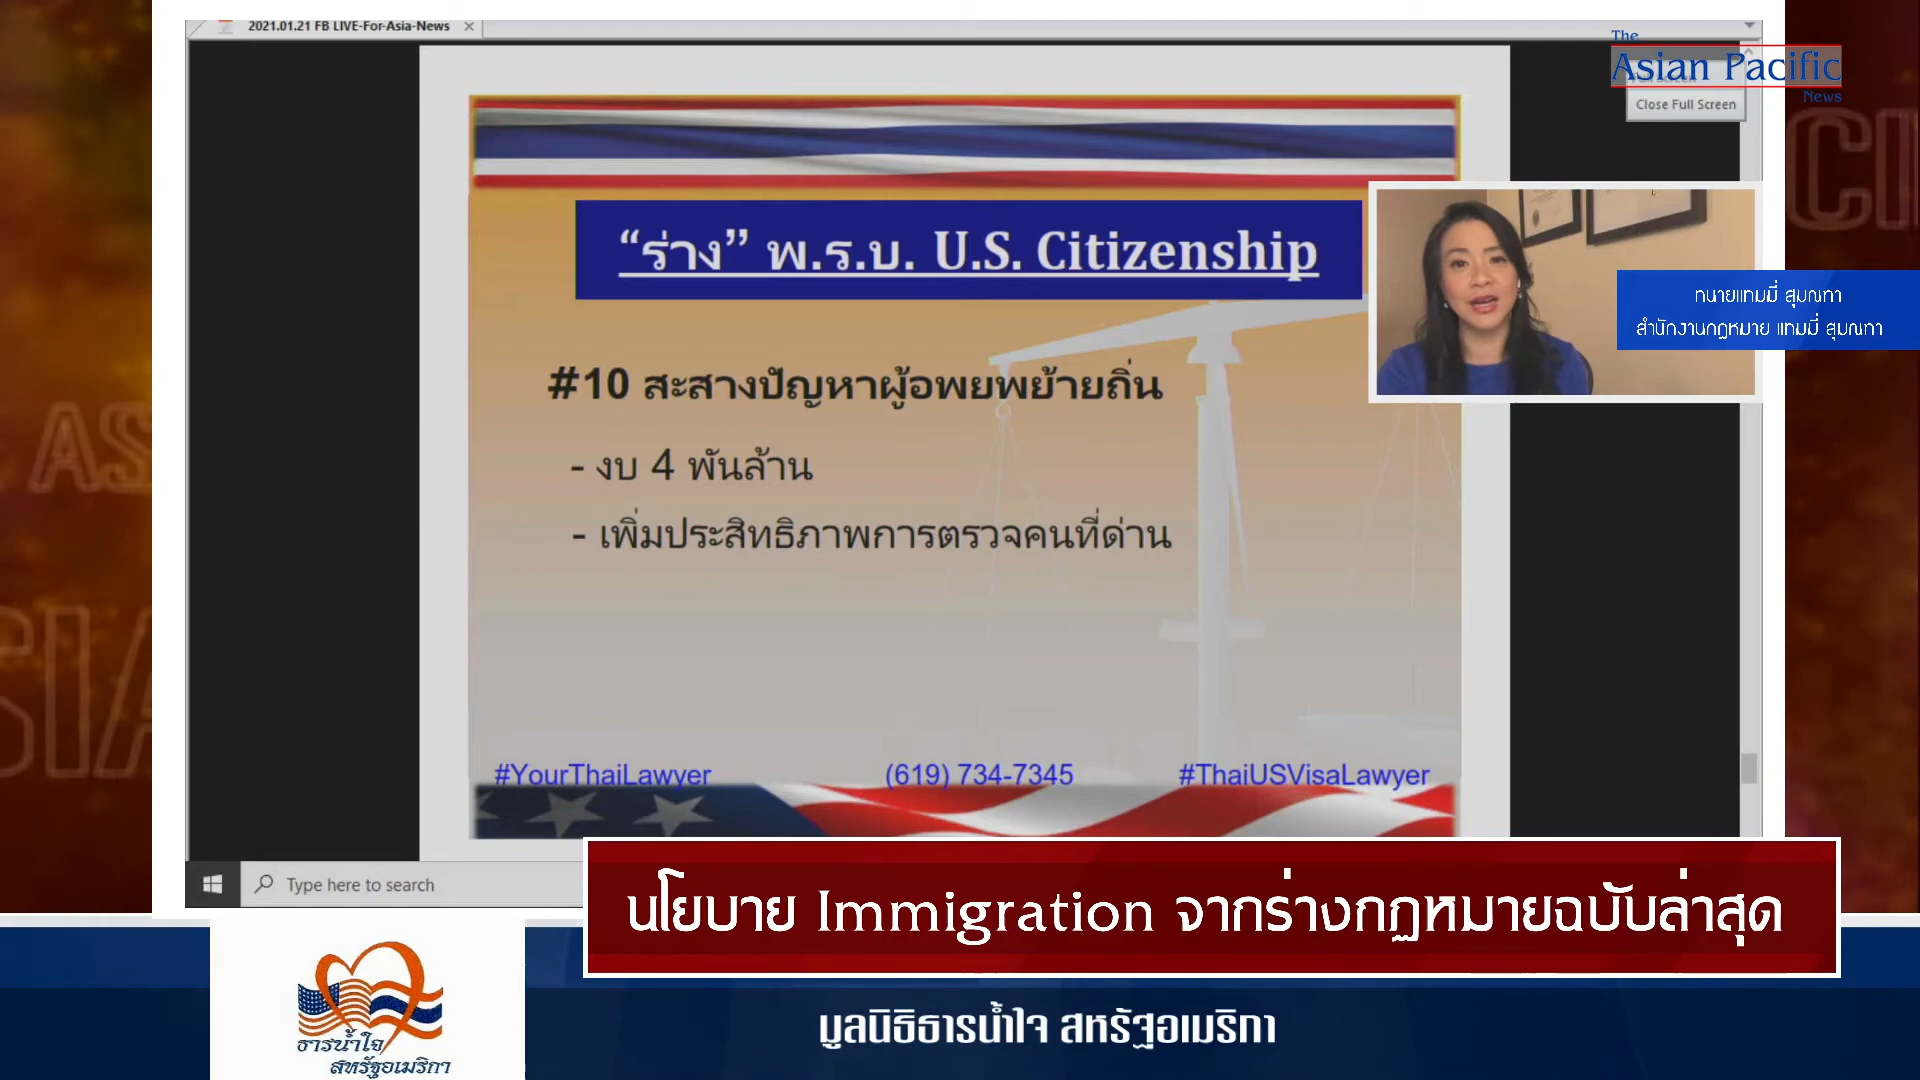 2021.01.21 FB LIVE-For-Asia-News
The
Asian Pacific
News
Close Full Screen
“ร่าง” พ.ร.บ. U.S. Citizenship
ทนายแทมมี่ สุมณฑา
สำนักงานกฎหมาย แทมมี่ สุมณฑา
#10 สะสางปัญหาผู้อพยพย้ายถิ่น
- งบ 4 พันล้าน
- เพิ่มประสิทธิภาพการตรวจคนที่ด่าน
#YourThaiLawyer (619) 734-7345 #ThaiUSVisaLawyer
Type here to search
นโยบาย Immigration จากร่างกฎหมายฉบับล่าสุด
ธารน้ำใจ
สหรัฐอเมริกา
มูลนิธิธารน้ำใจ สหรัฐอเมริกา